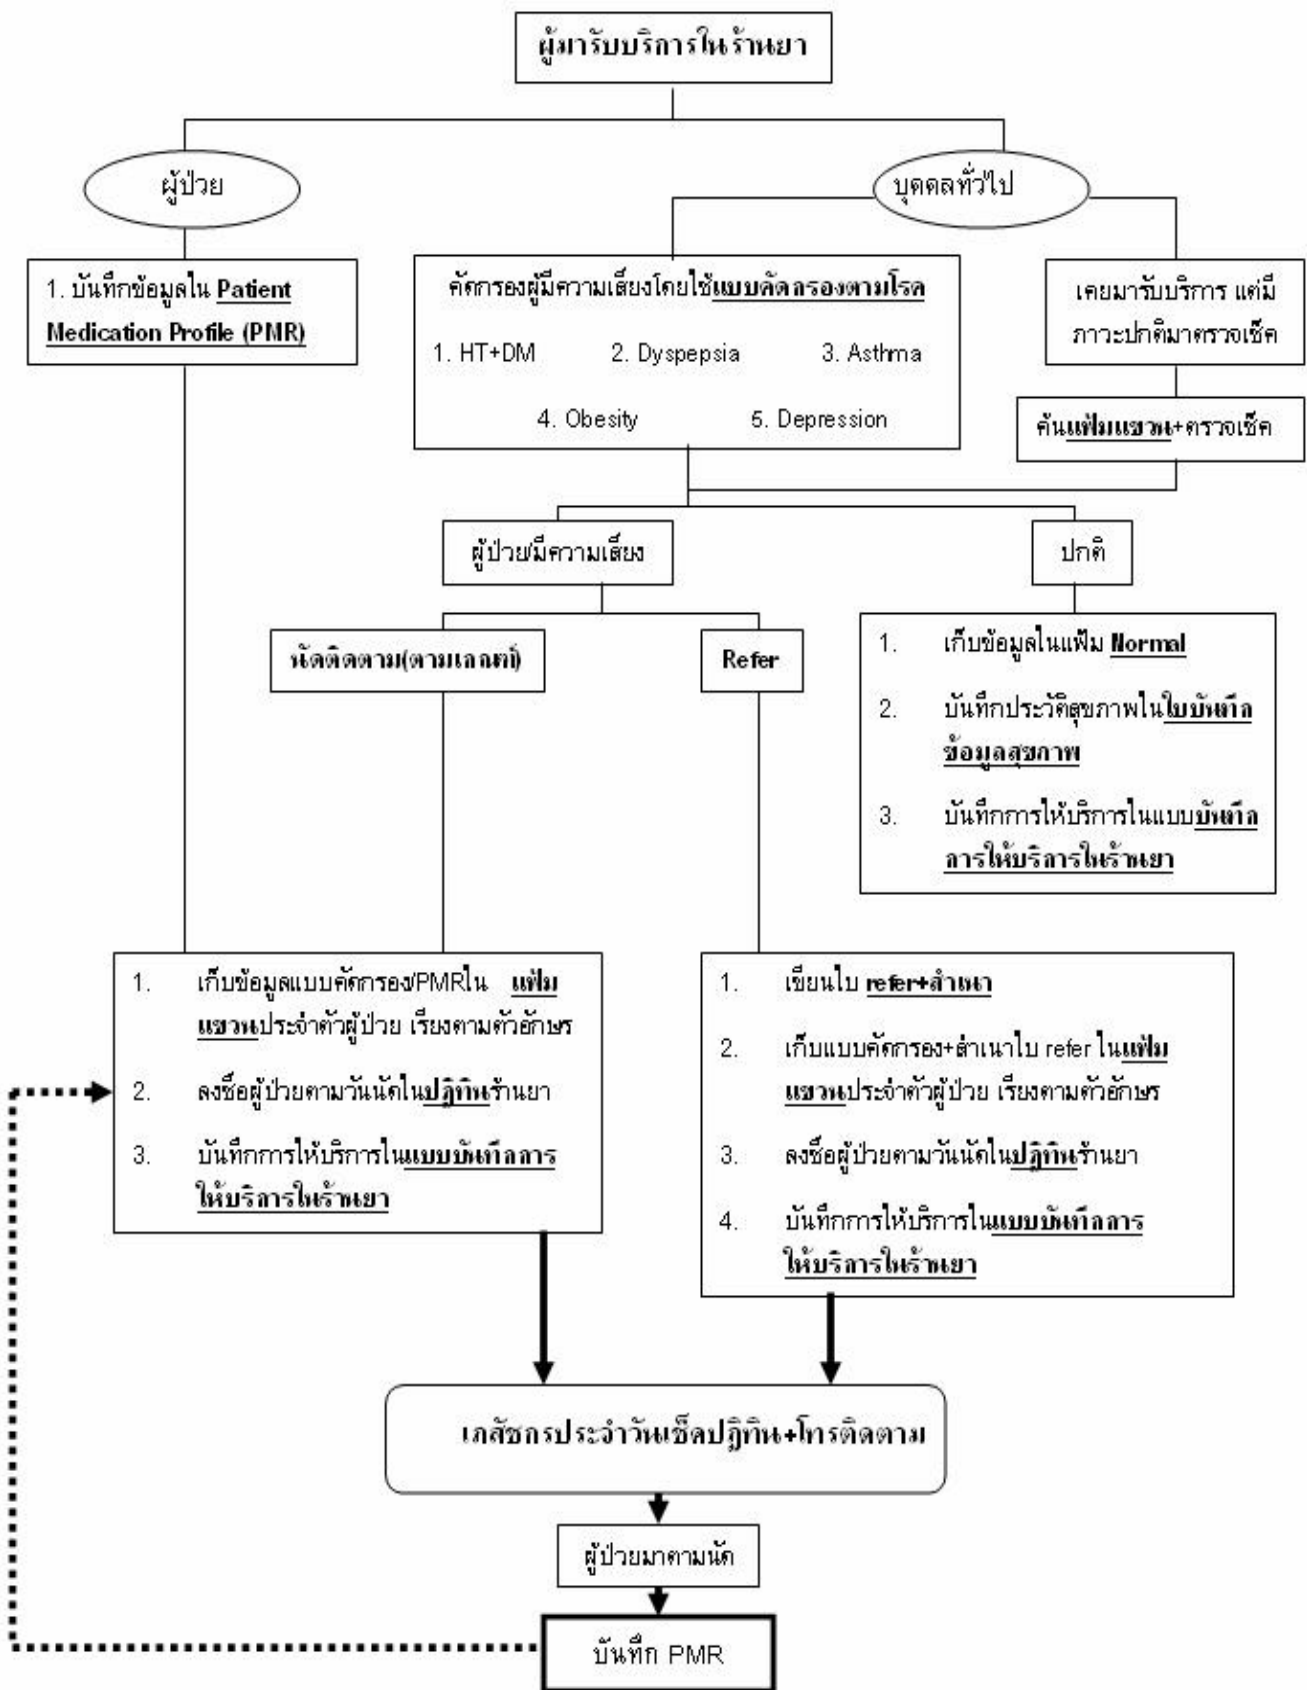 ผู้มารับบริการในร้านยา
ผู้ป่วย
บุคคลทั่วไป
1. บันทึกข้อมูลใน Patient
Medication Profile (PMR)
คัดกรองผู้มีความเสี่ยงโดยใช้แบบคัดกรองตามโรค
1. HT+DM 2. Dyspepsia 3. Asthma
4. Obesity 5. Depression
เคยมารับบริการ แต่มี
ภาวะปกติมาตรวจเช็ค
ค้นแฟ้มแขวน+ตรวจเช็ค
ผู้ป่วย/มีความเสี่ยง
ปกติ
นัดติดตาม(ตามเกณฑ์)
Refer
1. เก็บข้อมูลในแฟ้ม Normal
2. บันทึกประวัติสุขภาพในใบบันทึก
ข้อมูลสุขภาพ
3. บันทึกการให้บริการในแบบบันทึก
การให้บริการในร้านยา
1. เก็บข้อมูลแบบคัดกรอง/PMRใน แฟ้ม
แขวนประจำตัวผู้ป่วย เรียงตามตัวอักษร
2. ลงชื่อผู้ป่วยตามวันนัดในปฏิทินร้านยา
3. บันทึกการให้บริการในแบบบันทึกการ
ให้บริการในร้านยา
1. เขียนใบ refer+สำเนา
2. เก็บแบบคัดกรอง+สำเนาใบ refer ในแฟ้ม
แขวนประจำตัวผู้ป่วย เรียงตามตัวอักษร
3. ลงชื่อผู้ป่วยตามวันนัดในปฏิทินร้านยา
4. บันทึกการให้บริการในแบบบันทึกการ
ให้บริการในร้านยา
เภสัชกรประจำวันเช็คปฏิทิน+โทรติดตาม
ผู้ป่วยมาตามนัด
บันทึก PMR